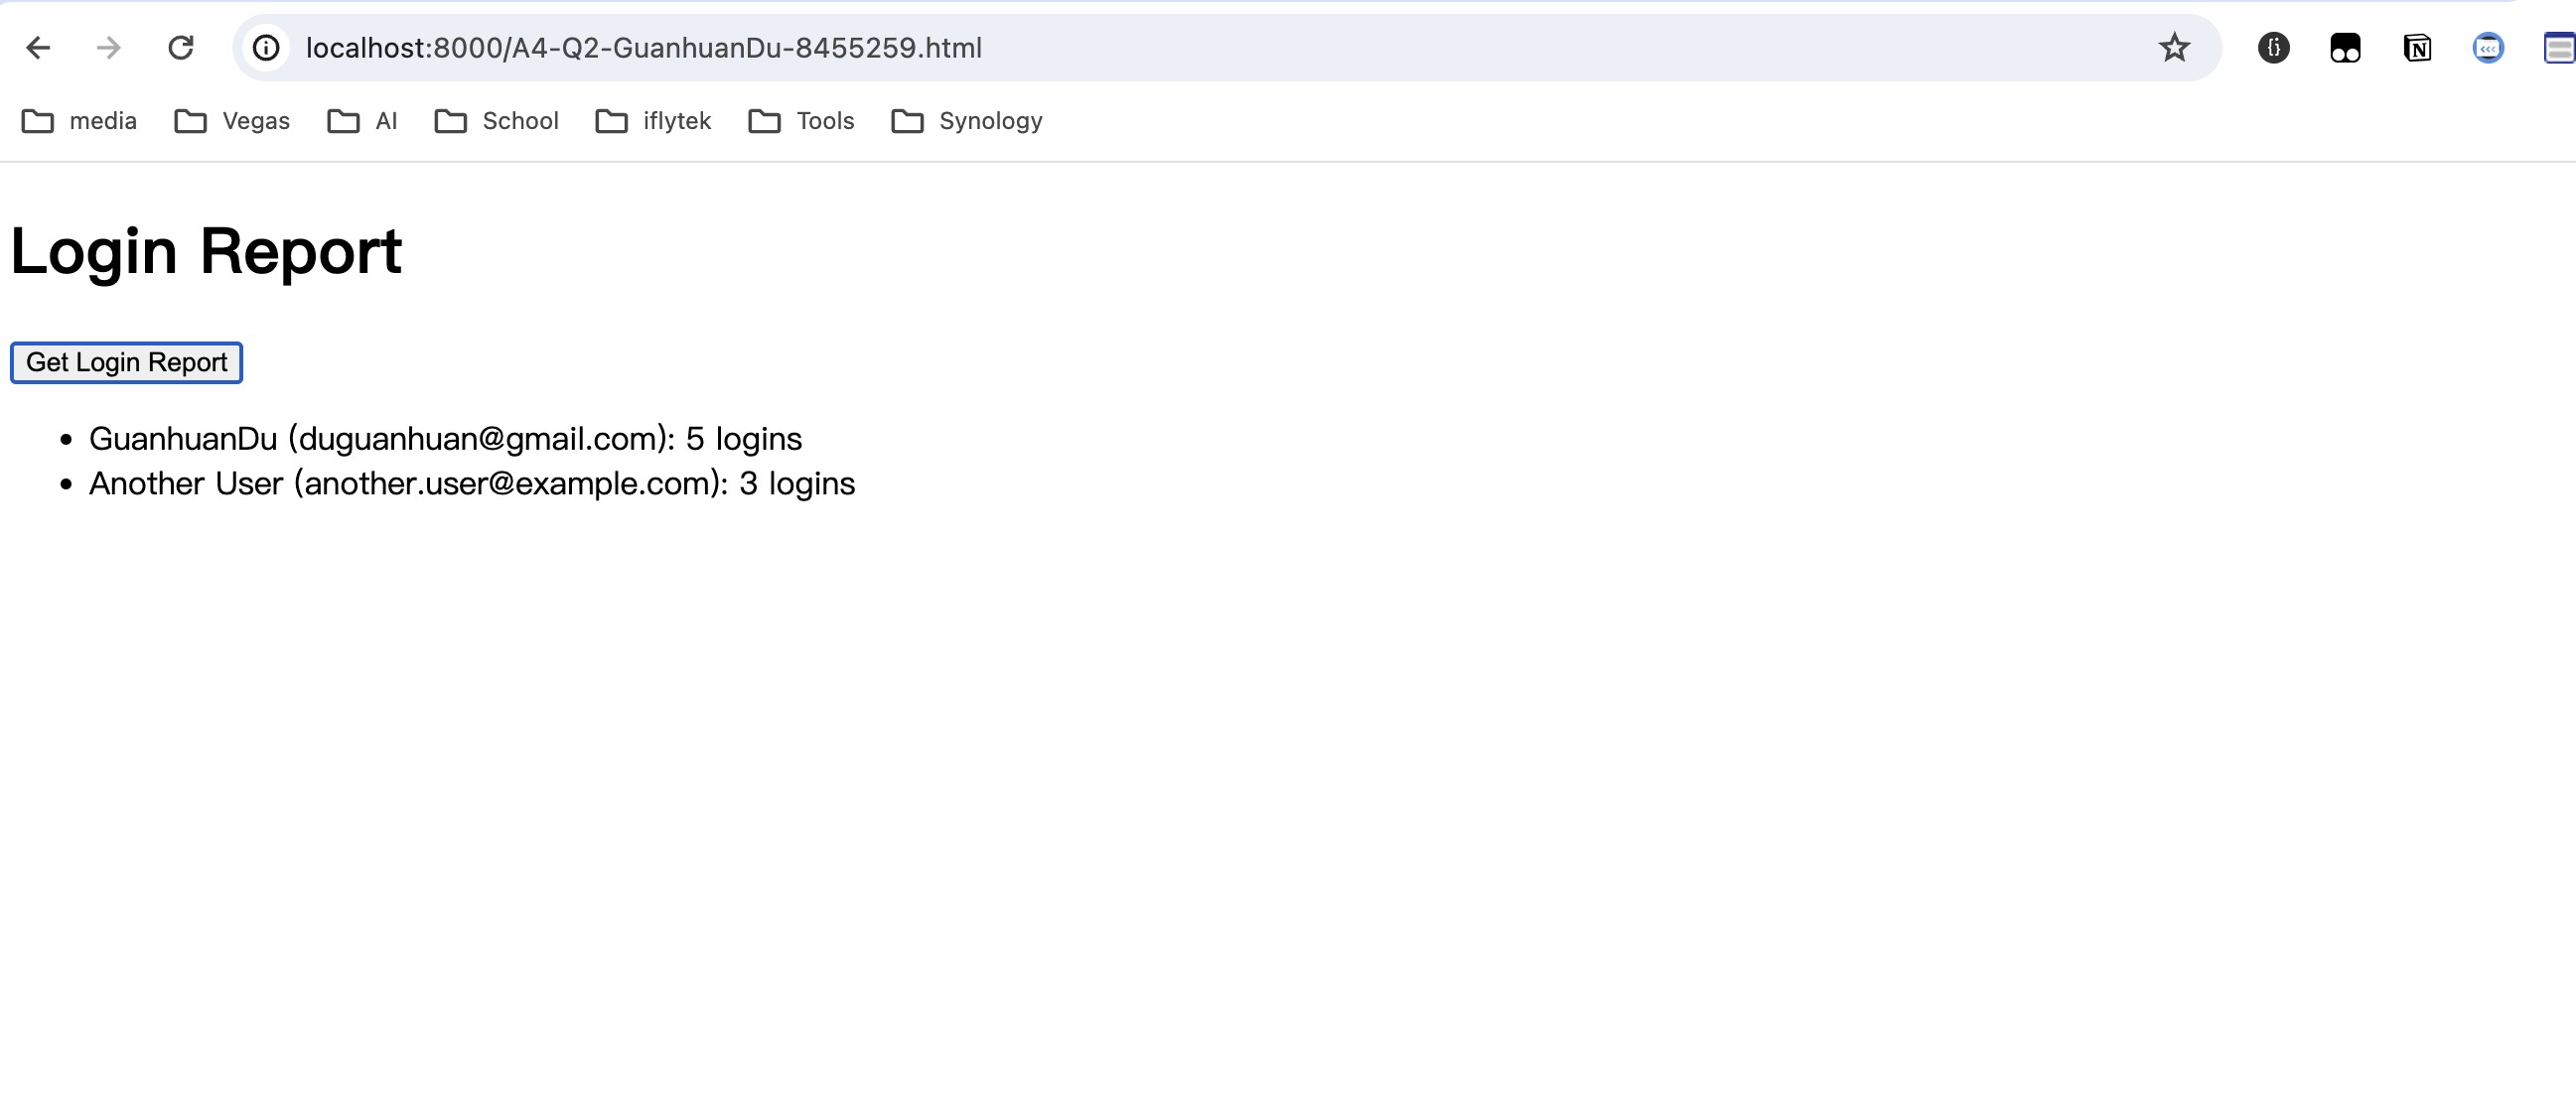 localhost:8000/A4-Q2-GuanhuanDu-8455259.html
media Vegas AI School iflytek Tools Synology
Login Report
Get Login Report
• GuanhuanDu (duguanhuan@gmail.com): 5 logins
• Another User (another.user@example.com): 3 logins